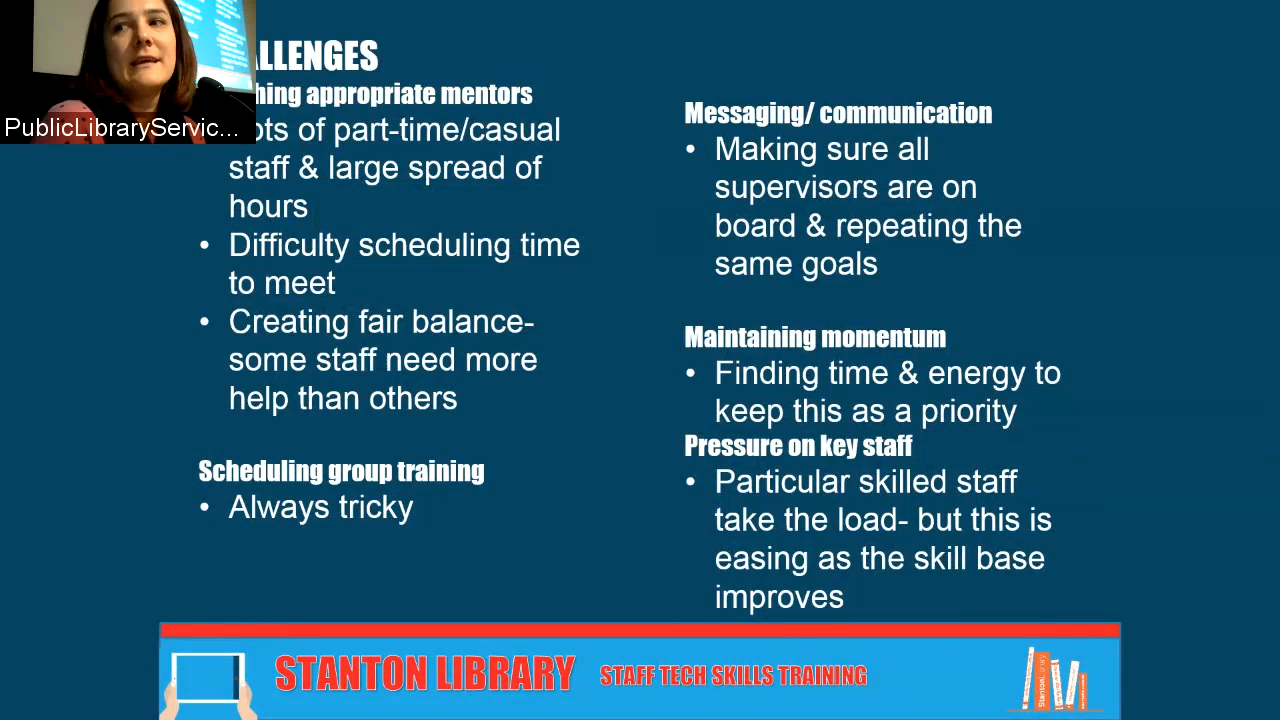 PublicLibraryServic...
ALLENGES
hing appropriate mentors
ots of part-time/casual
staff & large spread of
hours
• Difficulty scheduling time
to meet
• Creating fair balance-
some staff need more
help than others
Scheduling group training
• Always tricky
Messaging/ communication
• Making sure all
supervisors are on
board & repeating the
same goals
Maintaining momentum
• Finding time & energy to
keep this as a priority
Pressure on key staff
• Particular skilled staff
take the load- but this is
easing as the skill base
improves
STANTON LIBRARY STAFF TECH SKILLS TRAINING